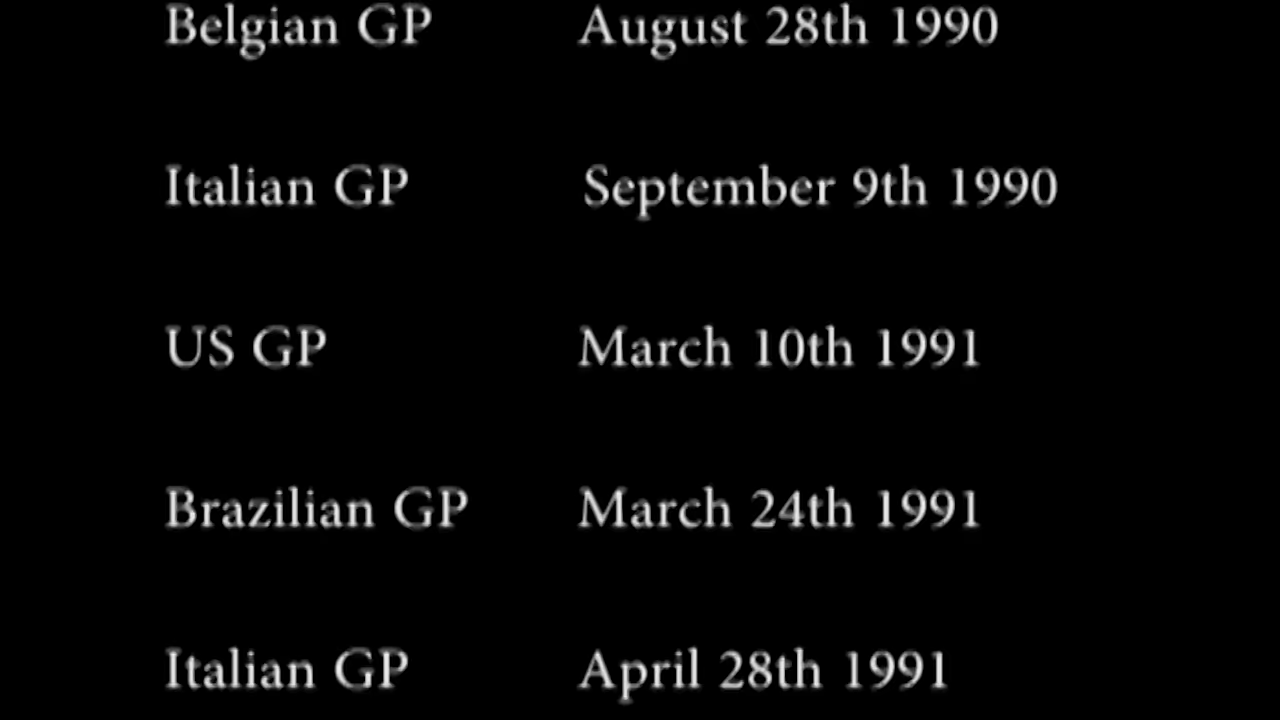 Belgian GP August 28th 1990
Italian GP September 9th 1990
US GP March 10th 1991
Brazilian GP March 24th 1991
Italian GP April 28th 1991